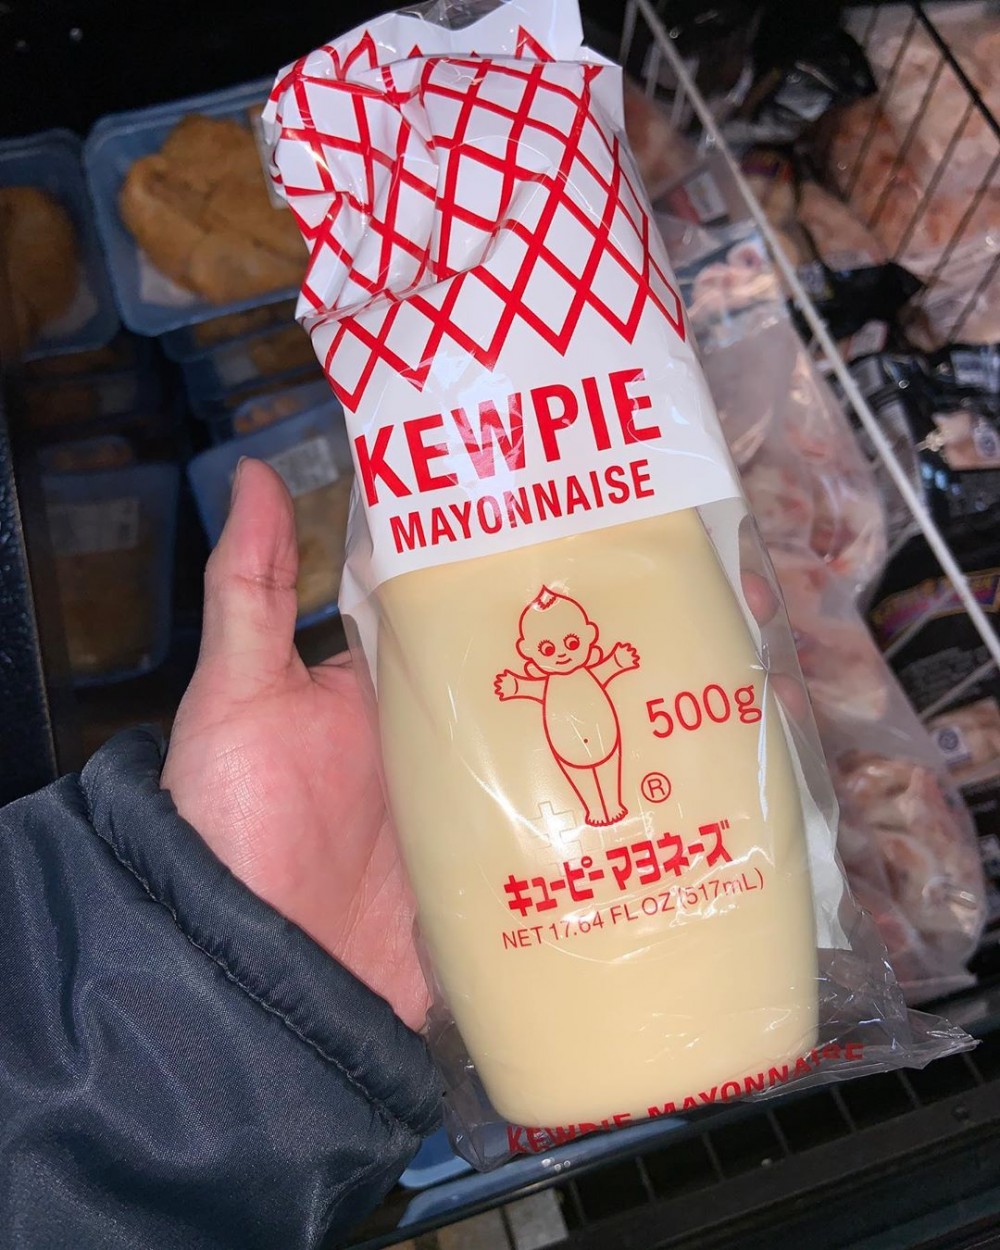 KEWPIE
MAYONNAISE
500g
®
キューピー マヨネーズ
NET 17.64 FL OZ (517mL)
KEWPIE MAYONNAISE